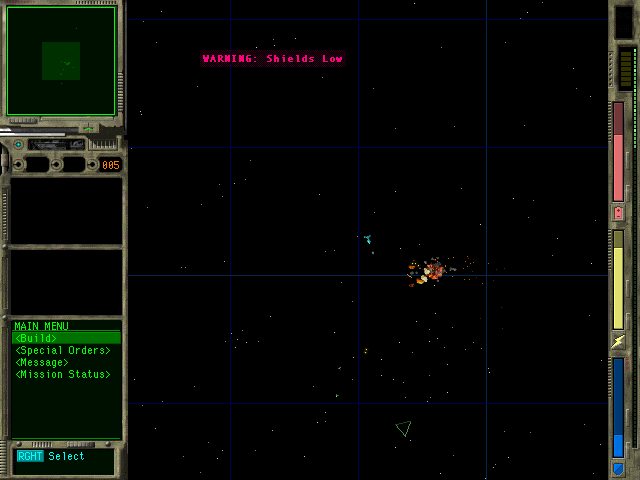 WARNING: Shields Low
005
MAIN MENU
<Build>
<Special Orders>
<Message>
<Mission Status>
RGHT Select